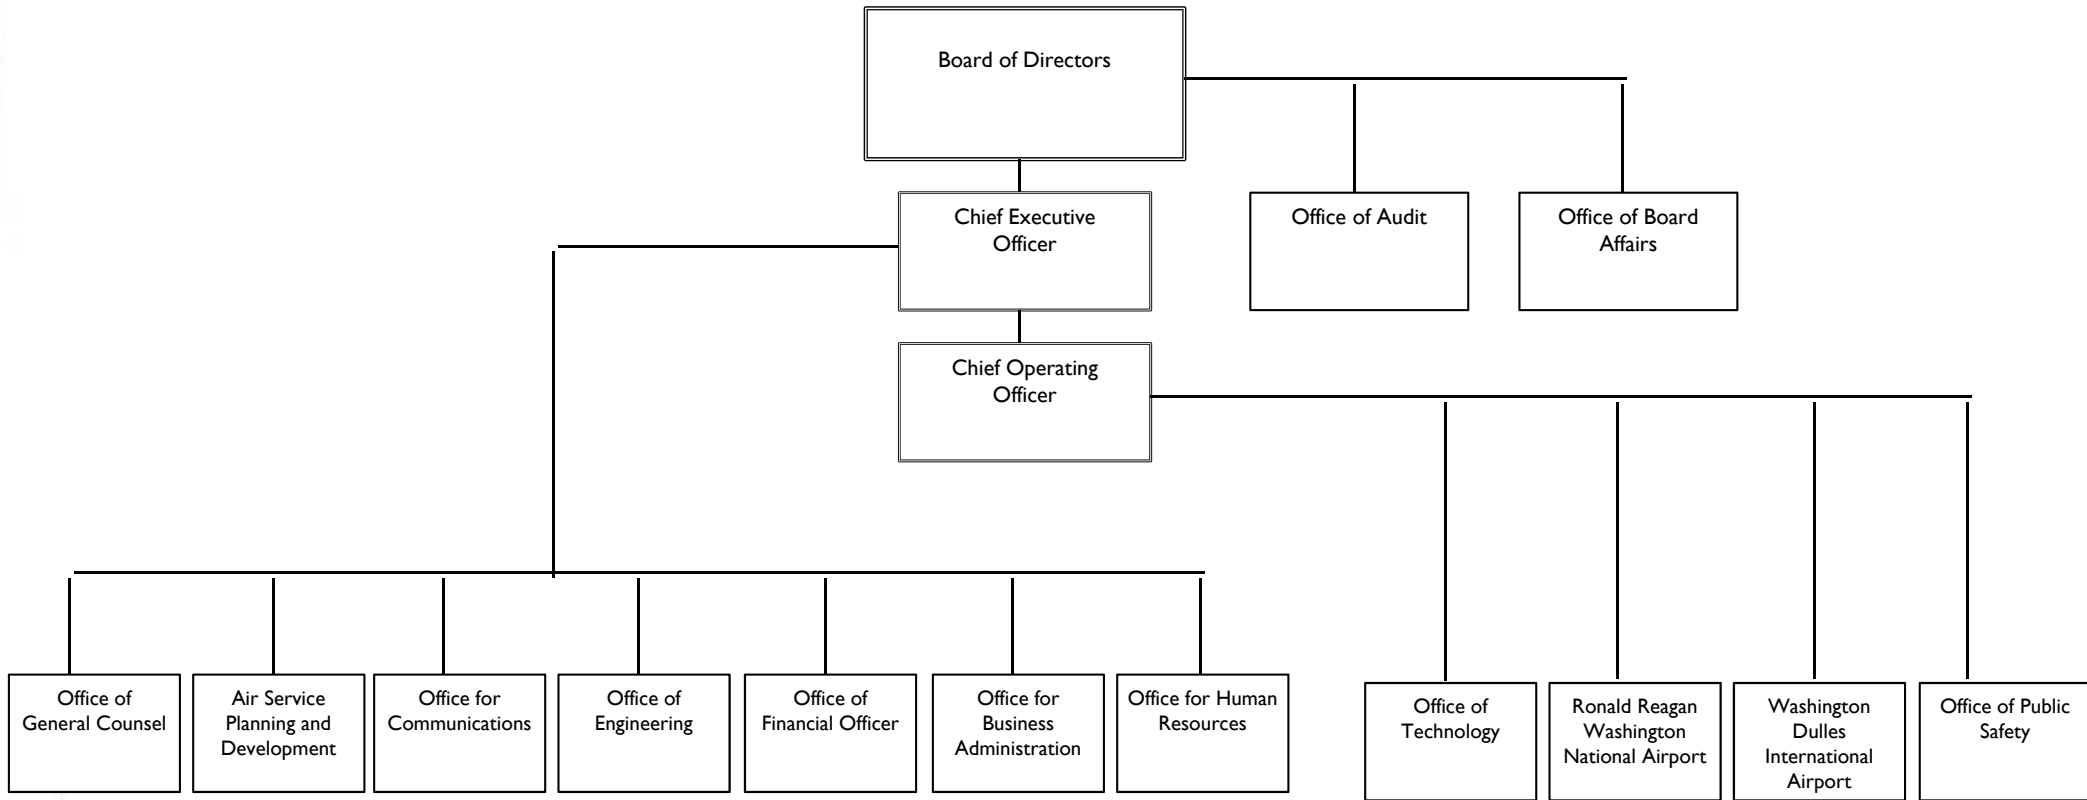 Board of Directors
Chief Executive
Officer
Office of Audit
Office of Board
Affairs
Chief Operating
Officer
Office of
General Counsel
Air Service
Planning and
Development
Office for
Communications
Office of
Engineering
Office of
Financial Officer
Office for
Business
Administration
Office for Human
Resources
Office of
Technology
Ronald Reagan
Washington
National Airport
Washington
Dulles
International
Airport
Office of Public
Safety